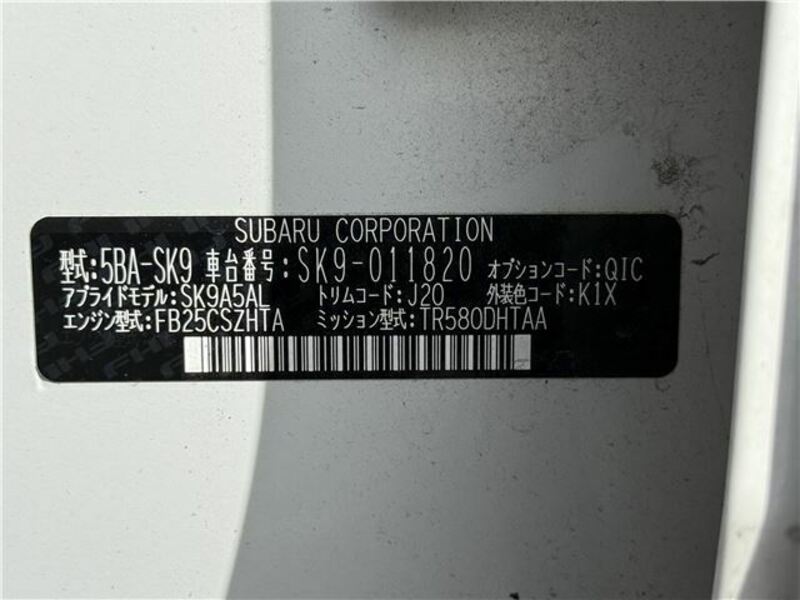 SUBARU CORPORATION
型式:5BA-SK9 車台番号:SK9-011820 オプションコード:QIC
アプライドモデル:SK9A5AL トリムコード:J20 外装色コード:K1X
エンジン型式:FB25CSZHTA ミッション型式:TR580DHTAA